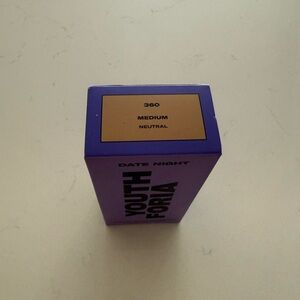 360
MEDIUM
NEUTRAL
DATE NIGHT
YOUTH
FORIA